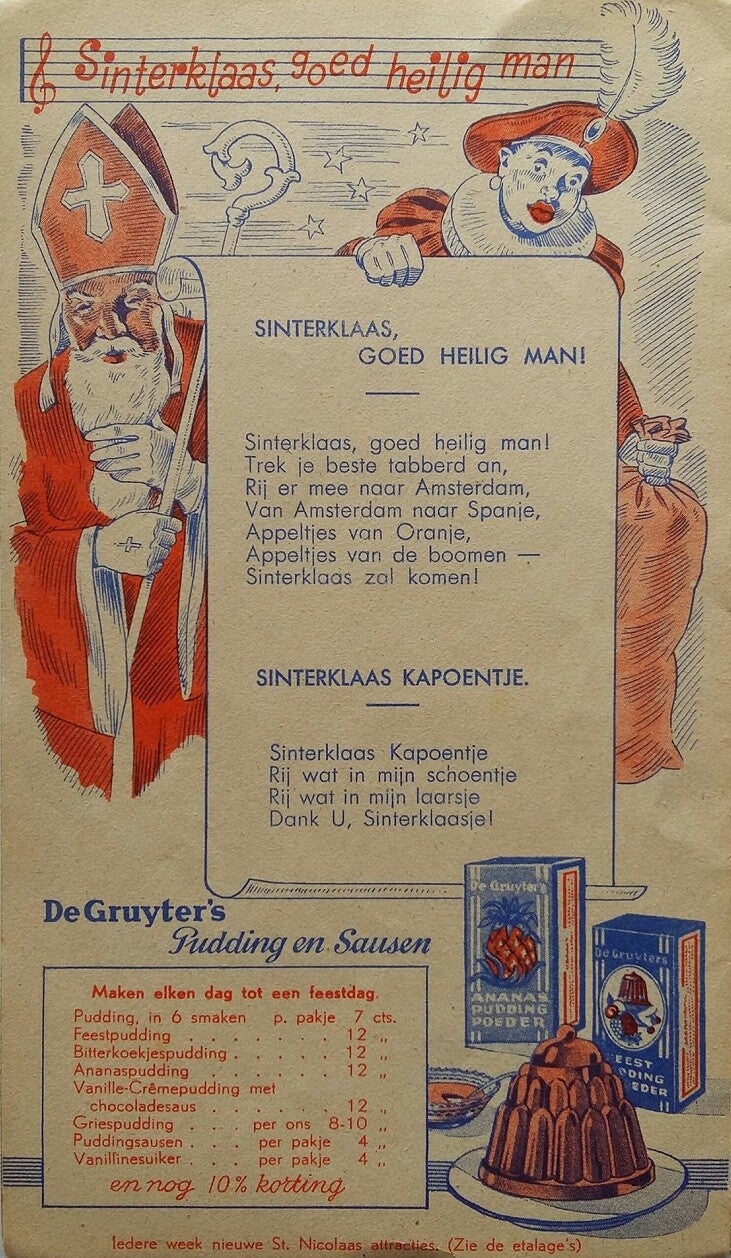 Sinterklaas, goed heilig man
SINTERKLAAS,
GOED HEILIG MAN!
Sinterklaas, goed heilig man!
Trek je beste tabberd an,
Rij er mee naar Amsterdam,
Van Amsterdam naar Spanje,
Appeltjes van Oranje,
Appeltjes van de boomen —
Sinterklaas zal komen!
SINTERKLAAS KAPOENTJE.
Sinterklaas Kapoentje
Rij wat in mijn schoentje
Rij wat in mijn laarsje
Dank U, Sinterklaasje!
De Gruyter's
Pudding en Sausen
De Gruyter's
ANANAS
PUDDING
POEDER
De Gruyters
FEEST
PUDDING
POEDER
Maken elken dag tot een feestdag.
Pudding, in 6 smaken p. pakje 7 cts.
Feestpudding . . . . . . . 12 ,,
Bitterkoekjespudding . . . . . 12 ,,
Ananaspudding . . . . . . . 12 ,,
Vanille-Crêmepudding met
chocoladesaus . . . . . . 12 ,,
Griespudding . . . per ons 8-10 ,,
Puddingsausen . . . per pakje 4 ,,
Vanillinesuiker . . . per pakje 4 ,,
en nog 10% korting
Iedere week nieuwe St. Nicolaas attracties. (Zie de etalage's)